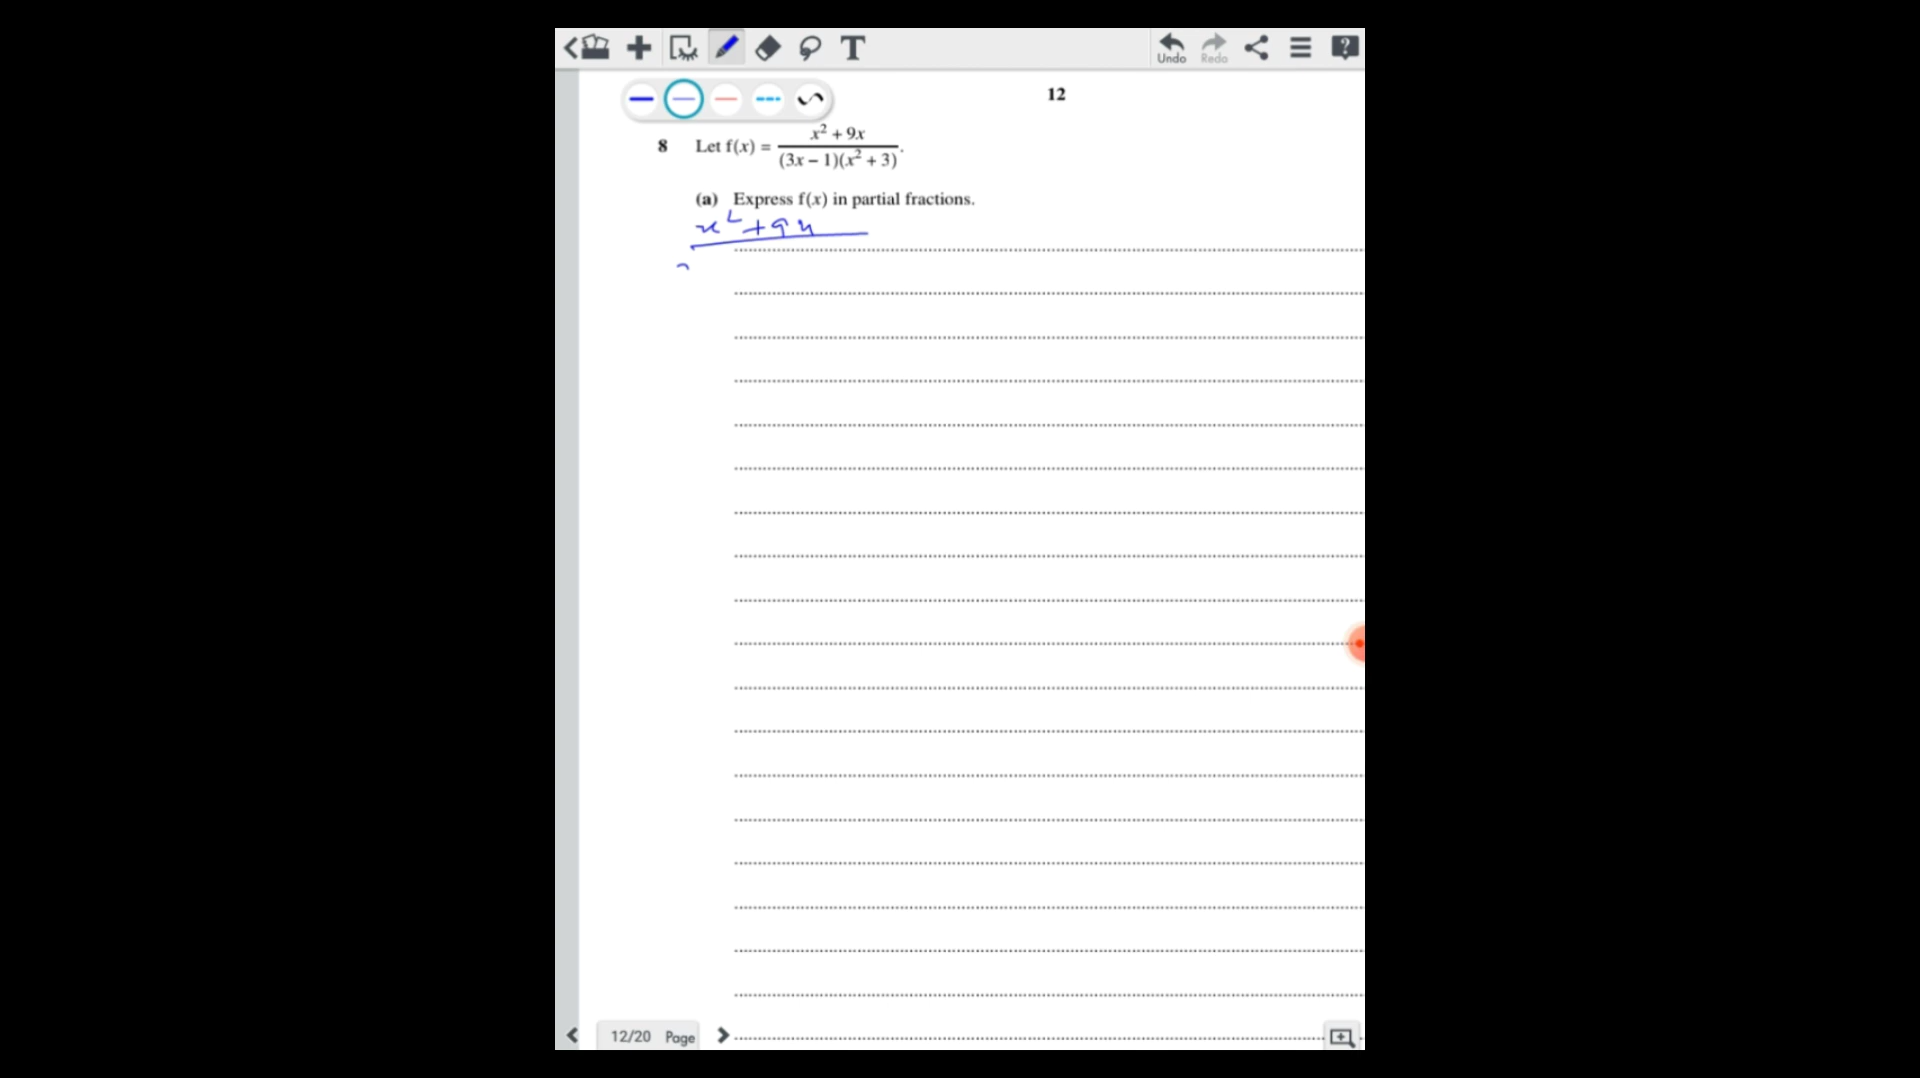 T
Undo
Redo
12
8 Let f(x) = (x² + 9x)/((3x − 1)(x² + 3)).
(a) Express f(x) in partial fractions.
x² + 9x
12/20 Page